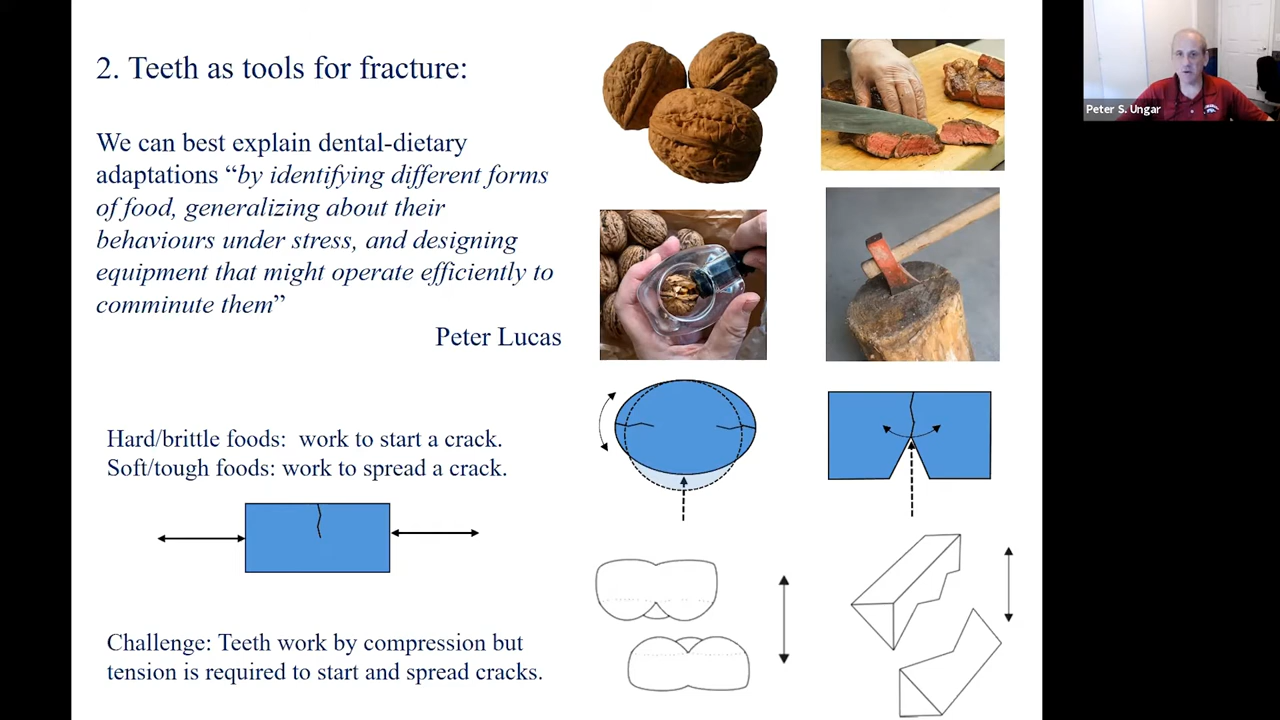 2. Teeth as tools for fracture:
We can best explain dental-dietary
adaptations “by identifying different forms
of food, generalizing about their
behaviours under stress, and designing
equipment that might operate efficiently to
comminute them”
Peter Lucas
Hard/brittle foods: work to start a crack.
Soft/tough foods: work to spread a crack.
Challenge: Teeth work by compression but
tension is required to start and spread cracks.
Peter S. Ungar